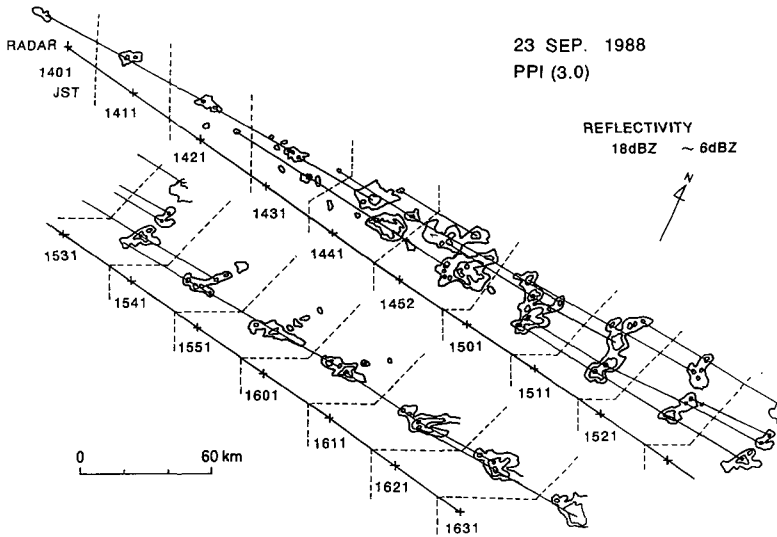 23 SEP. 1988
PPI (3.0)
REFLECTIVITY
18dBZ ~ 6dBZ
N
RADAR
1401
JST
1411
1421
1431
1441
1452
1501
1511
1521
1531
1541
1551
1601
1611
1621
1631
0 60 km